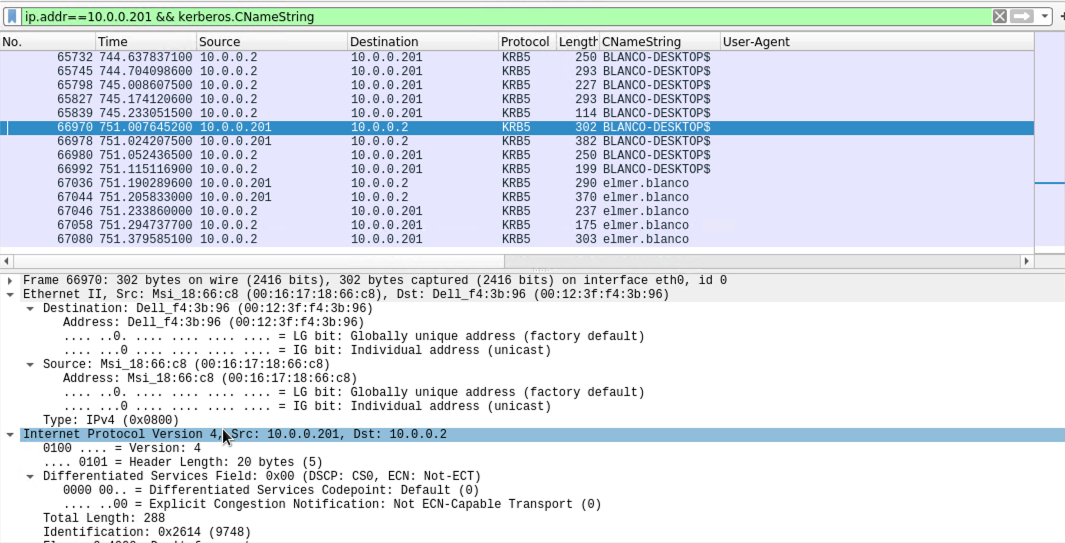 ip.addr==10.0.0.201 && kerberos.CNameString
No. Time Source Destination Protocol Length CNameString User-Agent
65732 744.637837100 10.0.0.2 10.0.0.201 KRB5 250 BLANCO-DESKTOP$
65745 744.704098600 10.0.0.2 10.0.0.201 KRB5 293 BLANCO-DESKTOP$
65798 745.008607500 10.0.0.2 10.0.0.201 KRB5 227 BLANCO-DESKTOP$
65827 745.174120600 10.0.0.2 10.0.0.201 KRB5 293 BLANCO-DESKTOP$
65839 745.233051500 10.0.0.2 10.0.0.201 KRB5 114 BLANCO-DESKTOP$
66970 751.007645200 10.0.0.201 10.0.0.2 KRB5 302 BLANCO-DESKTOP$
66978 751.024207500 10.0.0.201 10.0.0.2 KRB5 382 BLANCO-DESKTOP$
66980 751.052436500 10.0.0.2 10.0.0.201 KRB5 250 BLANCO-DESKTOP$
66992 751.115116900 10.0.0.2 10.0.0.201 KRB5 199 BLANCO-DESKTOP$
67036 751.190289600 10.0.0.201 10.0.0.2 KRB5 290 elmer.blanco
67044 751.205833000 10.0.0.201 10.0.0.2 KRB5 370 elmer.blanco
67046 751.233860000 10.0.0.2 10.0.0.201 KRB5 237 elmer.blanco
67058 751.294737700 10.0.0.2 10.0.0.201 KRB5 175 elmer.blanco
67080 751.379585100 10.0.0.2 10.0.0.201 KRB5 303 elmer.blanco
Frame 66970: 302 bytes on wire (2416 bits), 302 bytes captured (2416 bits) on interface eth0, id 0
Ethernet II, Src: Msi_18:66:c8 (00:16:17:18:66:c8), Dst: Dell_f4:3b:96 (00:12:3f:f4:3b:96)
Destination: Dell_f4:3b:96 (00:12:3f:f4:3b:96)
Address: Dell_f4:3b:96 (00:12:3f:f4:3b:96)
.... ..0. .... .... .... .... = LG bit: Globally unique address (factory default)
.... ...0 .... .... .... .... = IG bit: Individual address (unicast)
Source: Msi_18:66:c8 (00:16:17:18:66:c8)
Address: Msi_18:66:c8 (00:16:17:18:66:c8)
.... ..0. .... .... .... .... = LG bit: Globally unique address (factory default)
.... ...0 .... .... .... .... = IG bit: Individual address (unicast)
Type: IPv4 (0x0800)
Internet Protocol Version 4, Src: 10.0.0.201, Dst: 10.0.0.2
0100 .... = Version: 4
.... 0101 = Header Length: 20 bytes (5)
Differentiated Services Field: 0x00 (DSCP: CS0, ECN: Not-ECT)
0000 00.. = Differentiated Services Codepoint: Default (0)
.... ..00 = Explicit Congestion Notification: Not ECN-Capable Transport (0)
Total Length: 288
Identification: 0x2614 (9748)